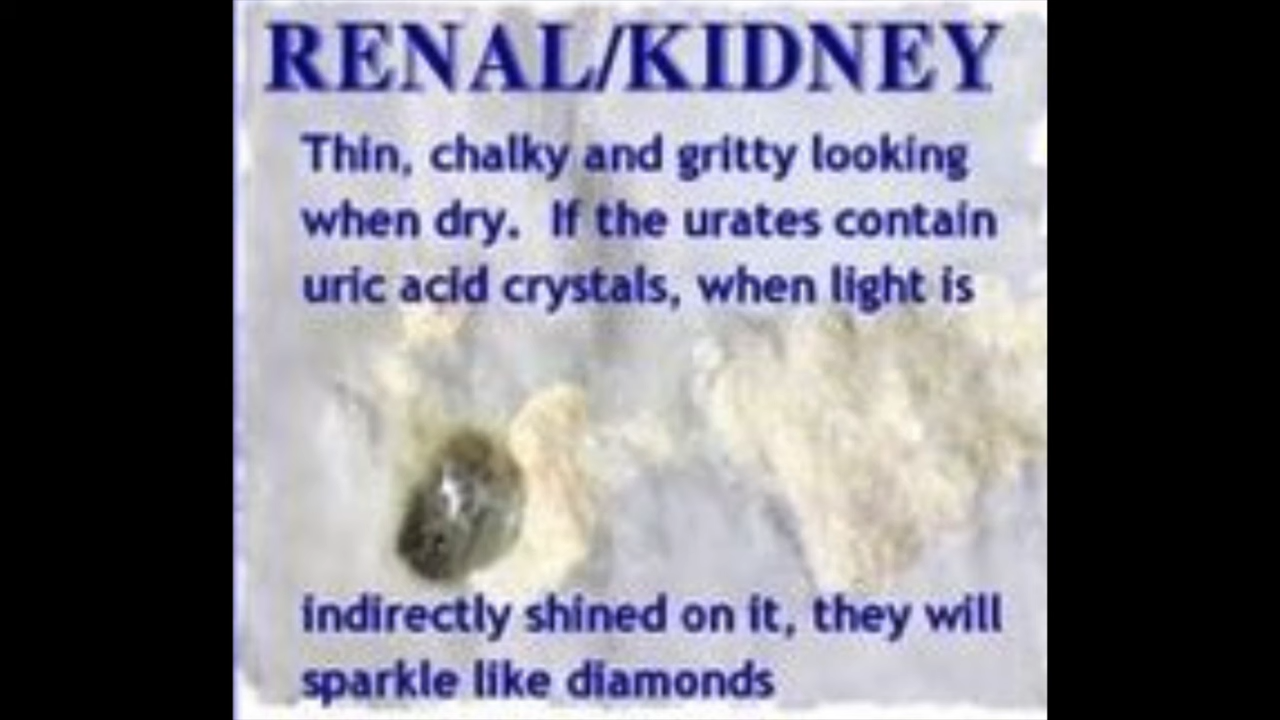 RENAL/KIDNEY
Thin, chalky and gritty looking
when dry. If the urates contain
uric acid crystals, when light is
indirectly shined on it, they will
sparkle like diamonds